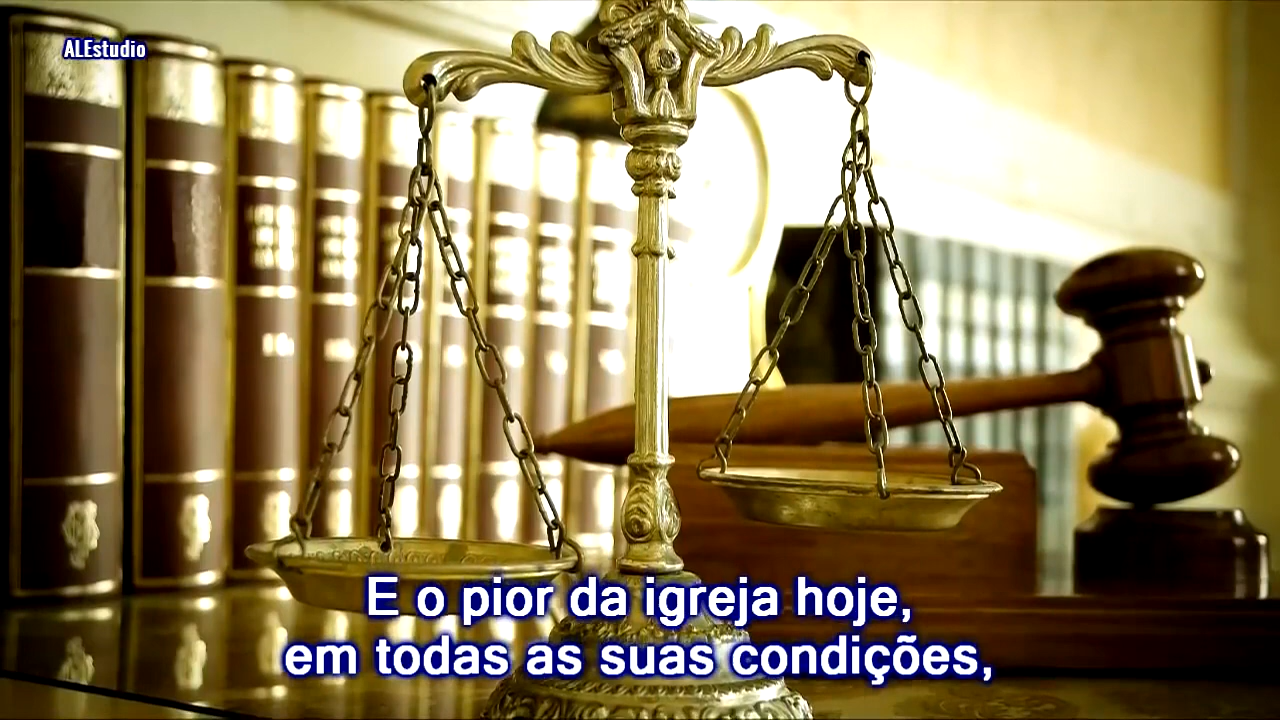 ALEstudio
E o pior da igreja hoje,
em todas as suas condições,